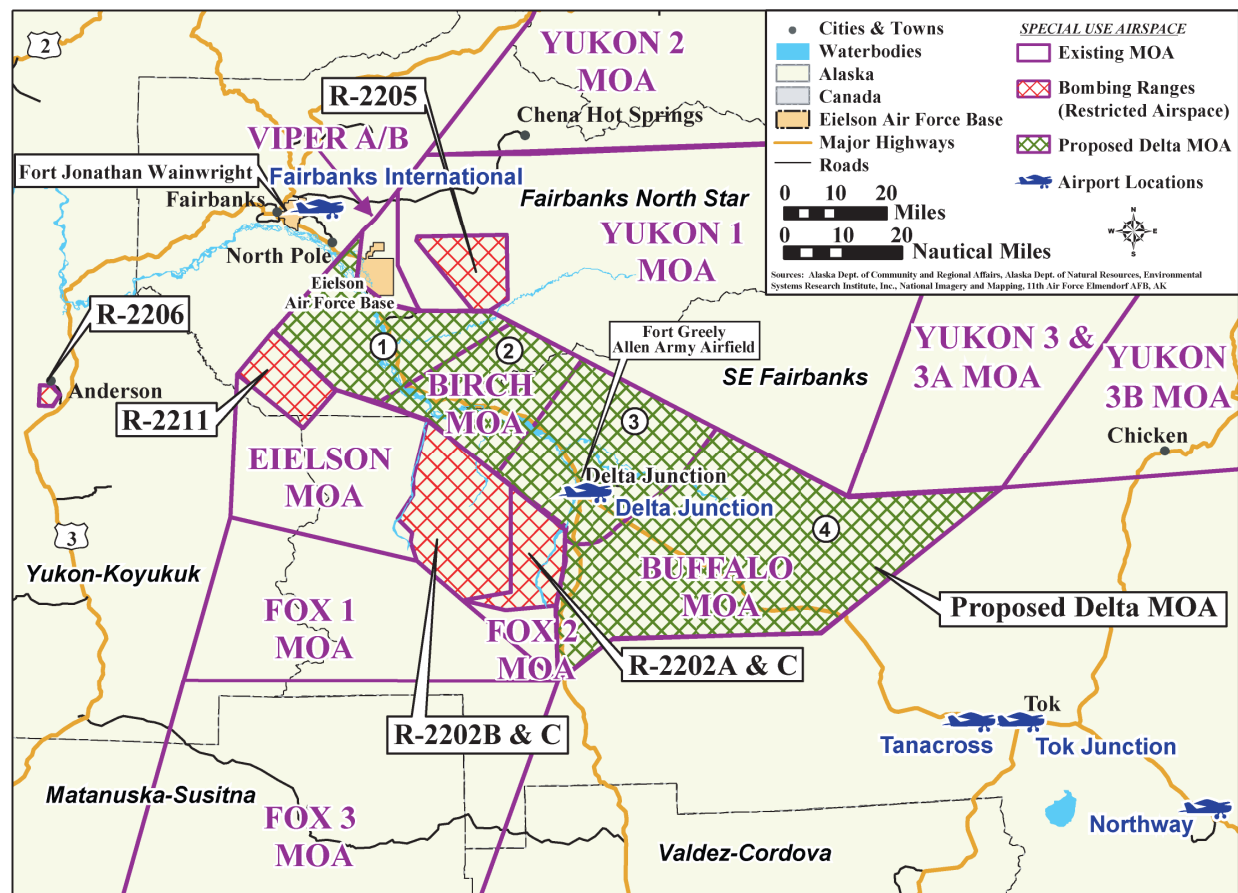 2
YUKON 2
MOA
R-2205
Chena Hot Springs
VIPER A/B
Fort Jonathan Wainwright
Fairbanks International
Fairbanks
Fairbanks North Star
North Pole
YUKON 1
MOA
Eielson
Air Force Base
R-2206
Anderson
R-2211
1
2
BIRCH
MOA
Fort Greely
Allen Army Airfield
SE Fairbanks
3
YUKON 3 &
3A MOA
YUKON
3B MOA
Chicken
EIELSON
MOA
Delta Junction
Delta Junction
4
3
Yukon-Koyukuk
BUFFALO
MOA
Proposed Delta MOA
FOX 1
MOA
FOX 2
MOA
R-2202A & C
R-2202B & C
Tok
Tanacross
Tok Junction
Northway
Matanuska-Susitna
FOX 3
MOA
Valdez-Cordova
Cities & Towns
Waterbodies
Alaska
Canada
Eielson Air Force Base
Major Highways
Roads
SPECIAL USE AIRSPACE
Existing MOA
Bombing Ranges
(Restricted Airspace)
Proposed Delta MOA
Airport Locations
0 10 20
Miles
0 10 20
Nautical Miles
N
W E
S
Sources: Alaska Dept. of Community and Regional Affairs, Alaska Dept. of Natural Resources, Environmental
Systems Research Institute, Inc., National Imagery and Mapping, 11th Air Force Elmendorf AFB, AK